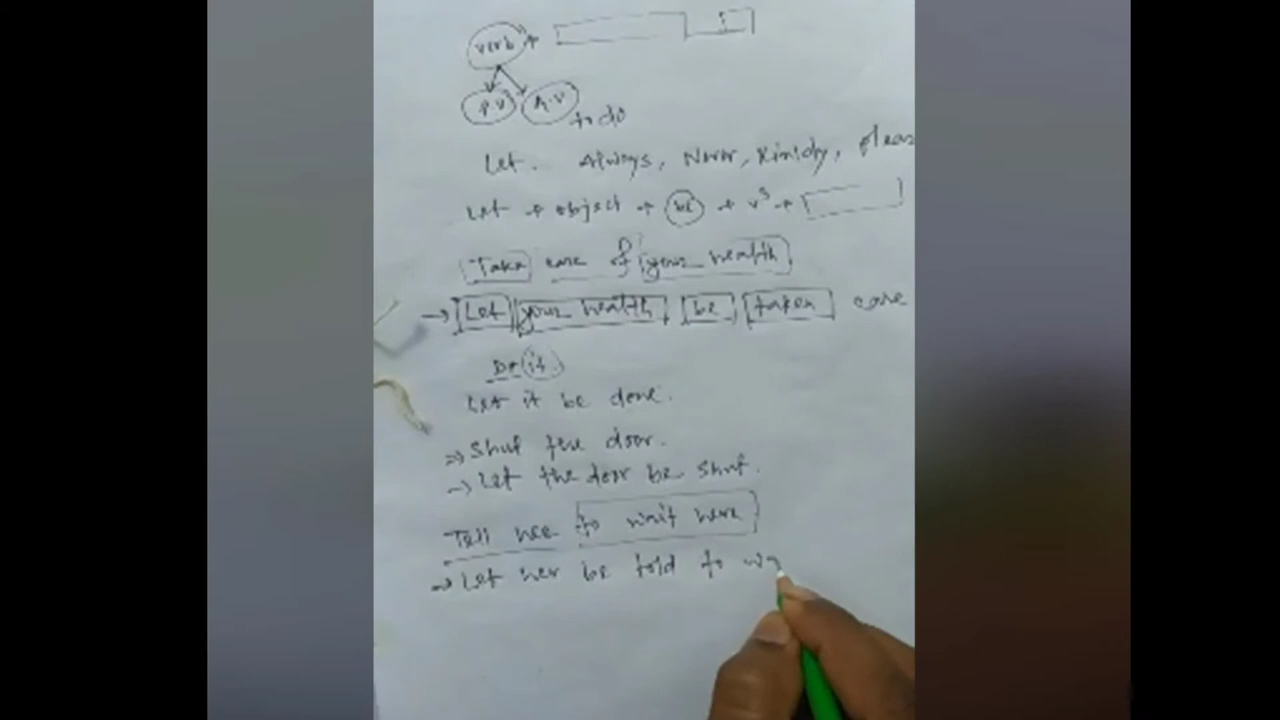 verb +
P.V A.V
to do
Let. Always, Never, Kindly, pleas
Let + object + be + v³ +
Take care of your health
→ Let your health be taken care
Do it.
Let it be done.
⇒ Shut the door.
→ Let the door be shut.
Tell her to wait here
→ Let her be told to wa